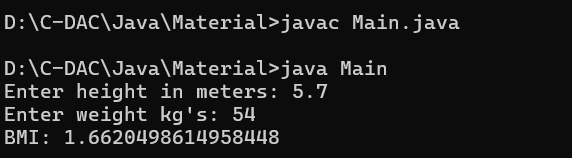 D:\C-DAC\Java\Material>javac Main.java
D:\C-DAC\Java\Material>java Main
Enter height in meters: 5.7
Enter weight kg's: 54
BMI: 1.6620498614958448